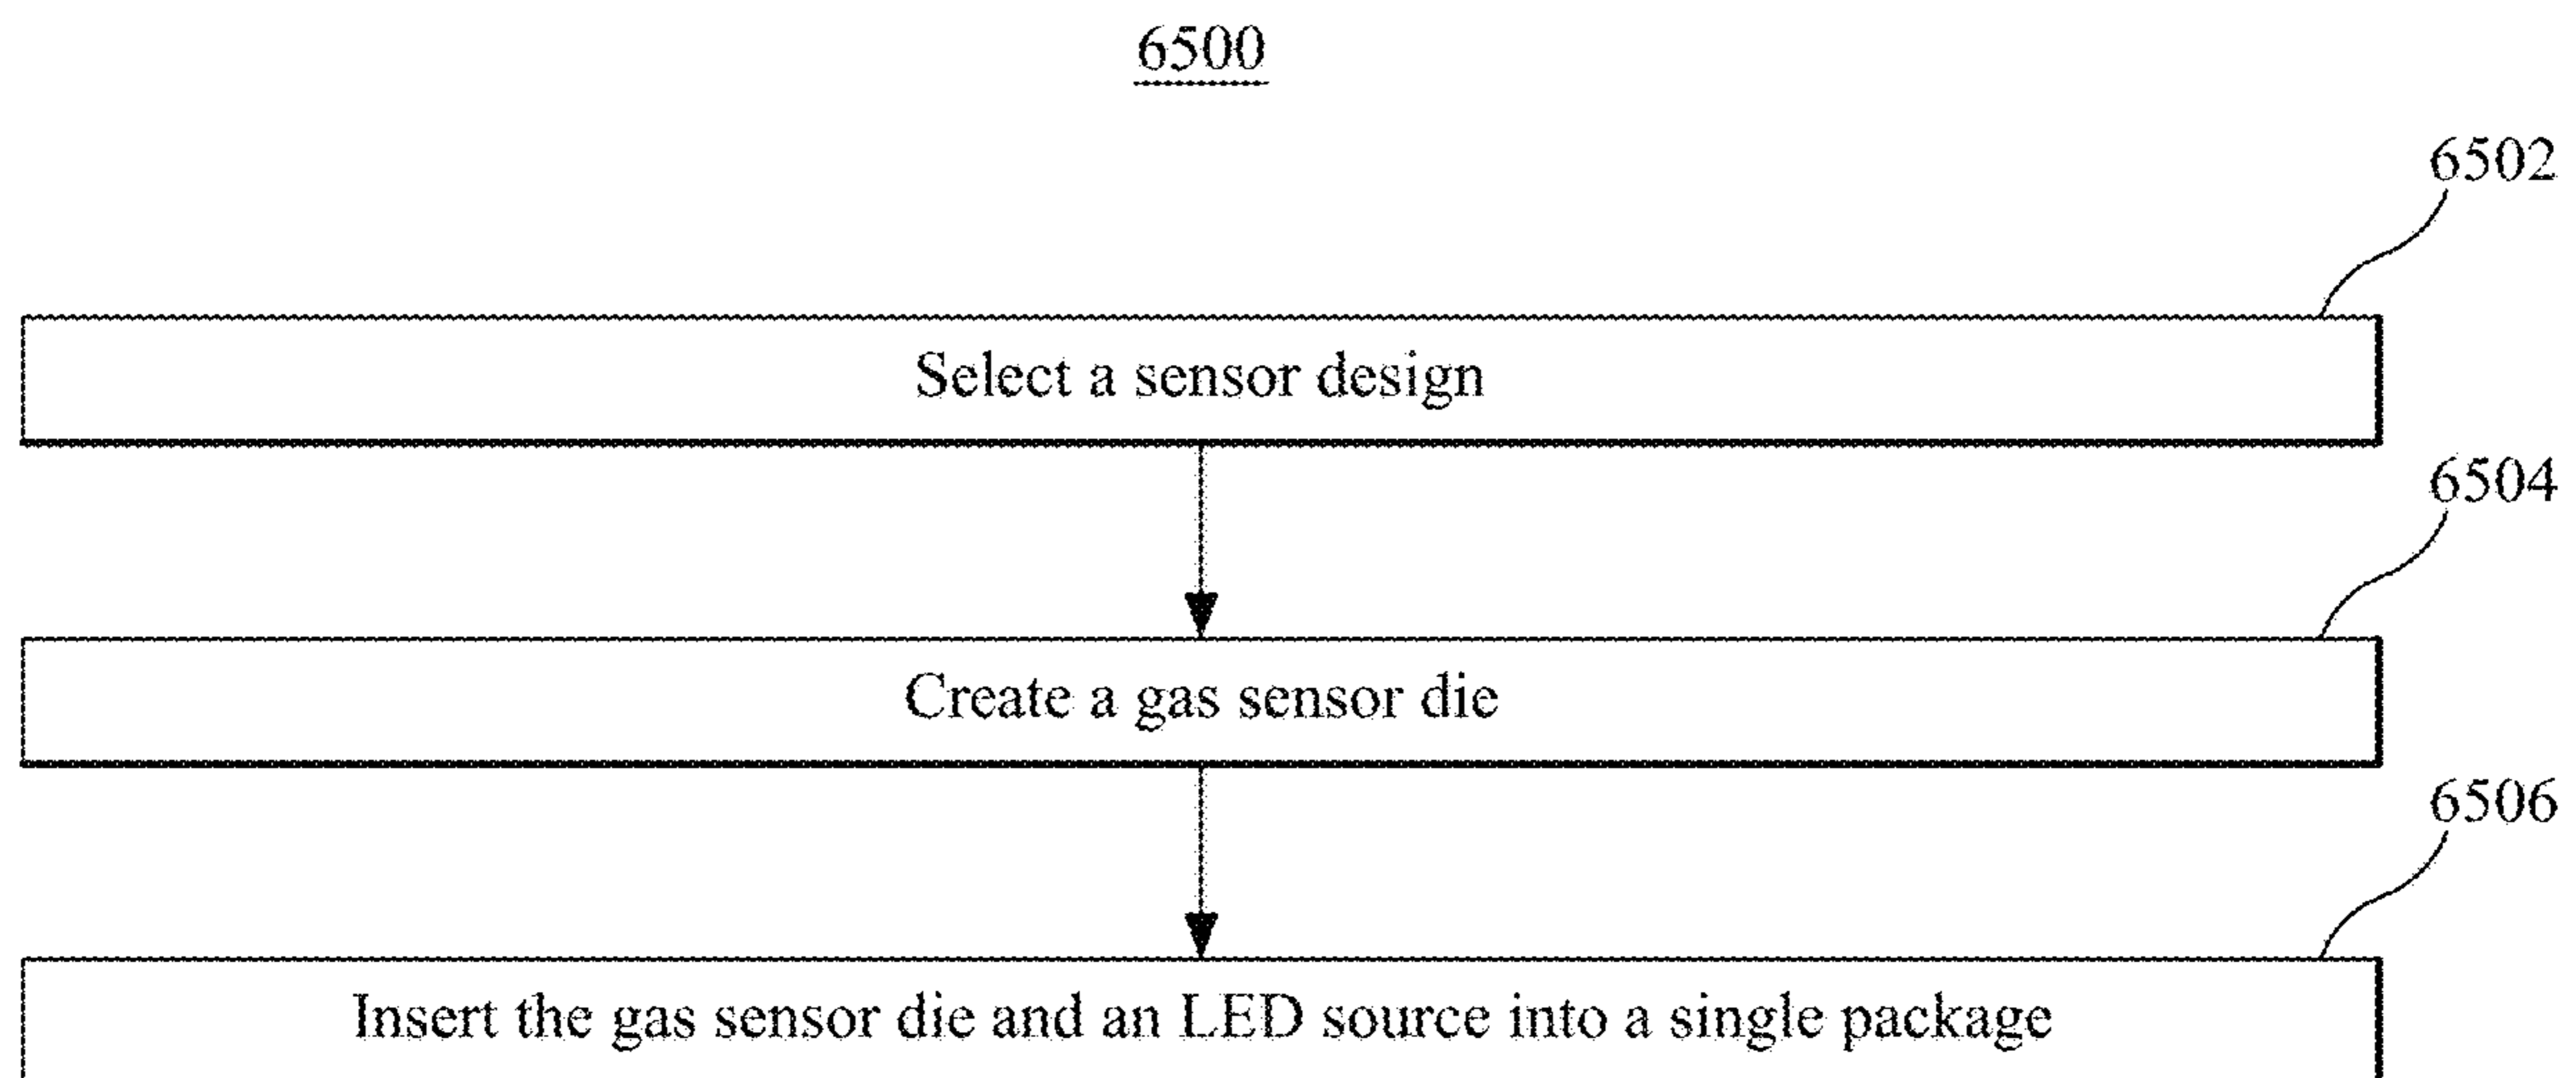 6500
6502
Select a sensor design
6504
Create a gas sensor die
6506
Insert the gas sensor die and an LED source into a single package